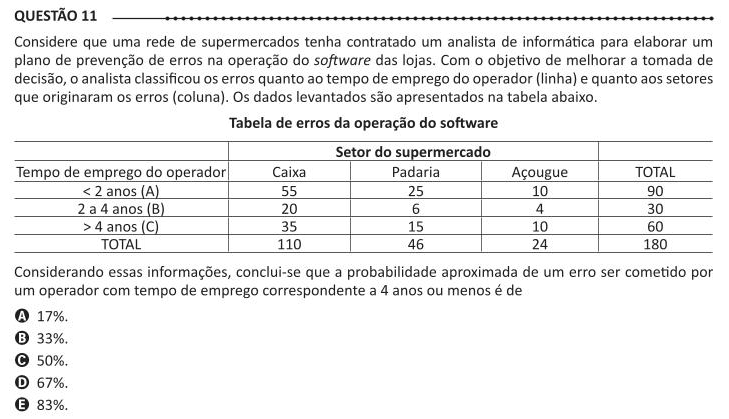 QUESTÃO 11
Considere que uma rede de supermercados tenha contratado um analista de informática para elaborar um
plano de prevenção de erros na operação do software das lojas. Com o objetivo de melhorar a tomada de
decisão, o analista classificou os erros quanto ao tempo de emprego do operador (linha) e quanto aos setores
que originaram os erros (coluna). Os dados levantados são apresentados na tabela abaixo.
Tabela de erros da operação do software
Setor do supermercado
Tempo de emprego do operador Caixa Padaria Açougue TOTAL
< 2 anos (A) 55 25 10 90
2 a 4 anos (B) 20 6 4 30
> 4 anos (C) 35 15 10 60
TOTAL 110 46 24 180
Considerando essas informações, conclui-se que a probabilidade aproximada de um erro ser cometido por
um operador com tempo de emprego correspondente a 4 anos ou menos é de
A 17%.
B 33%.
C 50%.
D 67%.
E 83%.